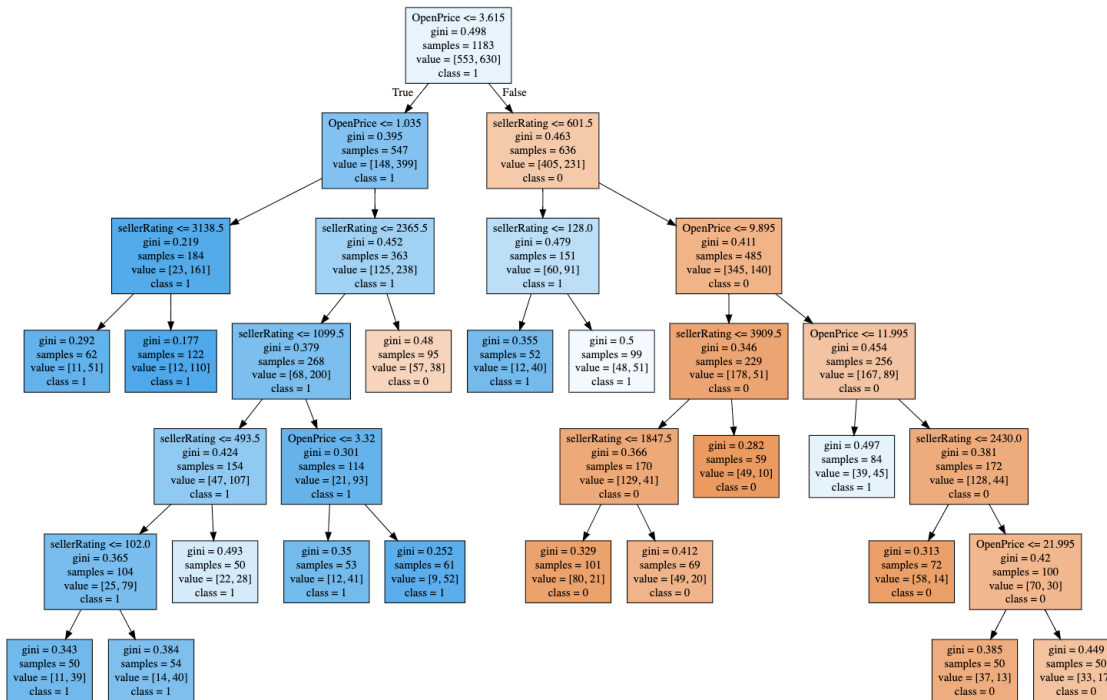 OpenPrice <= 3.615
gini = 0.498
samples = 1183
value = [553, 630]
class = 1
True
False
OpenPrice <= 1.035
gini = 0.395
samples = 547
value = [148, 399]
class = 1
sellerRating <= 601.5
gini = 0.463
samples = 636
value = [405, 231]
class = 0
sellerRating <= 3138.5
gini = 0.219
samples = 184
value = [23, 161]
class = 1
sellerRating <= 2365.5
gini = 0.452
samples = 363
value = [125, 238]
class = 1
sellerRating <= 128.0
gini = 0.479
samples = 151
value = [60, 91]
class = 1
OpenPrice <= 9.895
gini = 0.411
samples = 485
value = [345, 140]
class = 0
gini = 0.292
samples = 62
value = [11, 51]
class = 1
gini = 0.177
samples = 122
value = [12, 110]
class = 1
sellerRating <= 1099.5
gini = 0.379
samples = 268
value = [68, 200]
class = 1
gini = 0.48
samples = 95
value = [57, 38]
class = 0
gini = 0.355
samples = 52
value = [12, 40]
class = 1
gini = 0.5
samples = 99
value = [48, 51]
class = 1
sellerRating <= 3909.5
gini = 0.346
samples = 229
value = [178, 51]
class = 0
OpenPrice <= 11.995
gini = 0.454
samples = 256
value = [167, 89]
class = 0
sellerRating <= 493.5
gini = 0.424
samples = 154
value = [47, 107]
class = 1
OpenPrice <= 3.32
gini = 0.301
samples = 114
value = [21, 93]
class = 1
sellerRating <= 1847.5
gini = 0.366
samples = 170
value = [129, 41]
class = 0
gini = 0.282
samples = 59
value = [49, 10]
class = 0
gini = 0.497
samples = 84
value = [39, 45]
class = 1
sellerRating <= 2430.0
gini = 0.381
samples = 172
value = [128, 44]
class = 0
sellerRating <= 102.0
gini = 0.365
samples = 104
value = [25, 79]
class = 1
gini = 0.493
samples = 50
value = [22, 28]
class = 1
gini = 0.35
samples = 53
value = [12, 41]
class = 1
gini = 0.252
samples = 61
value = [9, 52]
class = 1
gini = 0.329
samples = 101
value = [80, 21]
class = 0
gini = 0.412
samples = 69
value = [49, 20]
class = 0
gini = 0.313
samples = 72
value = [58, 14]
class = 0
OpenPrice <= 21.995
gini = 0.42
samples = 100
value = [70, 30]
class = 0
gini = 0.343
samples = 50
value = [11, 39]
class = 1
gini = 0.384
samples = 54
value = [14, 40]
class = 1
gini = 0.385
samples = 50
value = [37, 13]
class = 0
gini = 0.449
samples = 50
value = [33, 17
class = 0